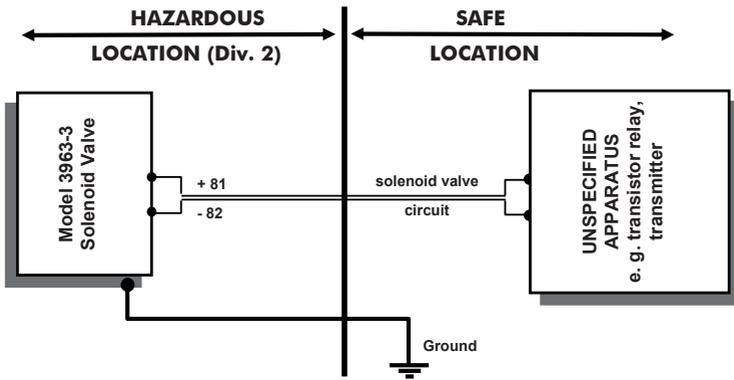 HAZARDOUS
LOCATION (Div. 2)
SAFE
LOCATION
Model 3963-3
Solenoid Valve
+ 81
- 82
solenoid valve
circuit
UNSPECIFIED
APPARATUS
e. g. transistor relay,
transmitter
Ground